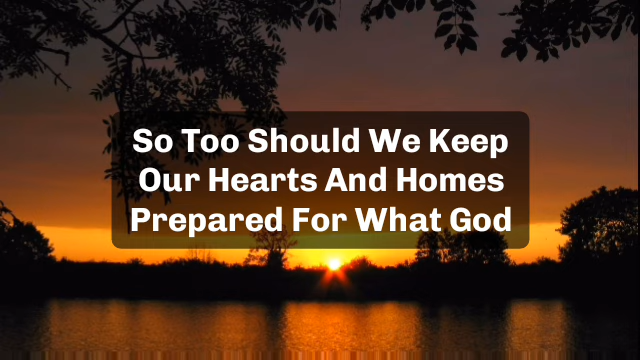 So Too Should We Keep
Our Hearts And Homes
Prepared For What God